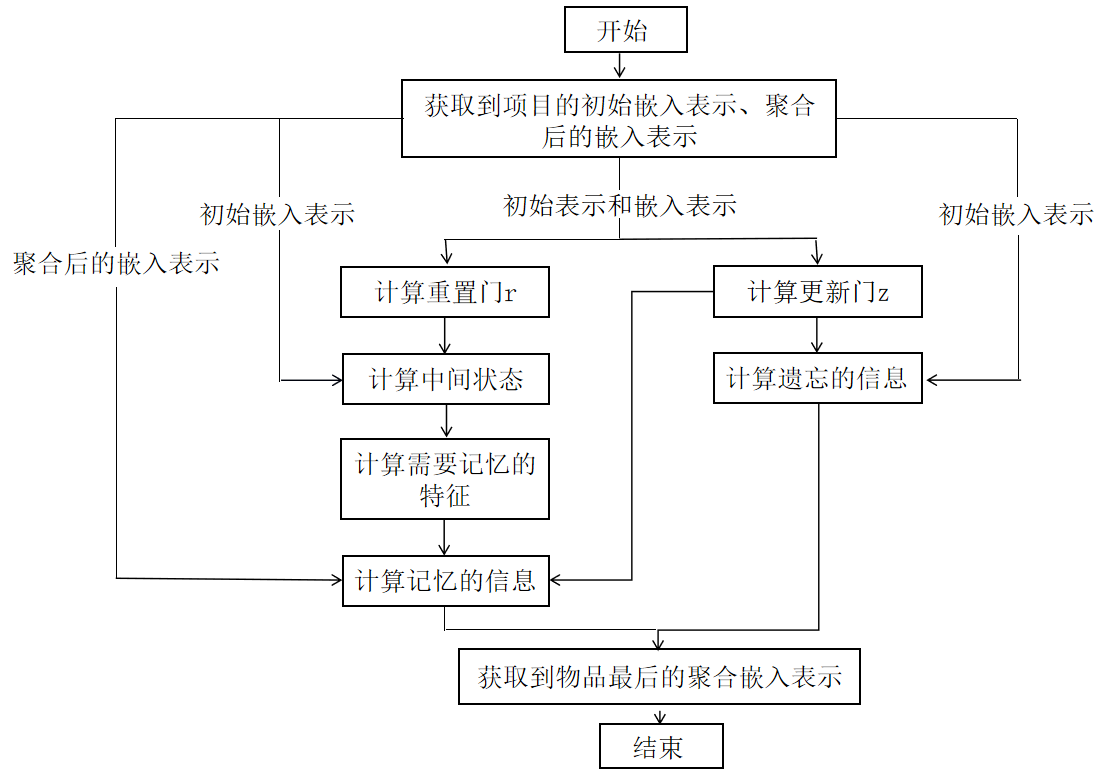 开始
获取到项目的初始嵌入表示、聚合
后的嵌入表示
初始嵌入表示
初始表示和嵌入表示
初始嵌入表示
聚合后的嵌入表示
计算重置门r
计算更新门z
计算中间状态
计算遗忘的信息
计算需要记忆的
特征
计算记忆的信息
获取到物品最后的聚合嵌入表示
结束